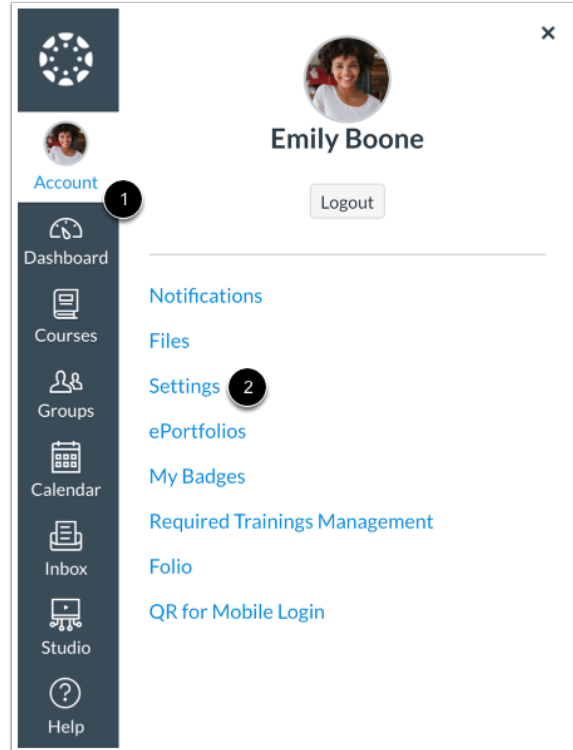 ×
Emily Boone
Logout
Account
1
Dashboard
Courses
Groups
Calendar
Inbox
Studio
Help
Notifications
Files
Settings 2
ePortfolios
My Badges
Required Trainings Management
Folio
QR for Mobile Login